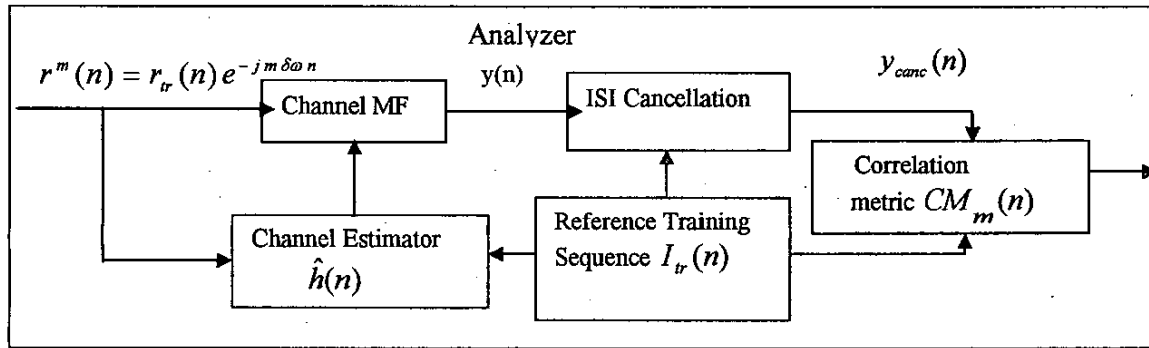 Analyzer
r^m(n) = r_tr(n) e^{-j m δω n}
y(n)
y_canc(n)
Channel MF
ISI Cancellation
Correlation
metric CM_m(n)
Channel Estimator
ĥ(n)
Reference Training
Sequence I_tr(n)